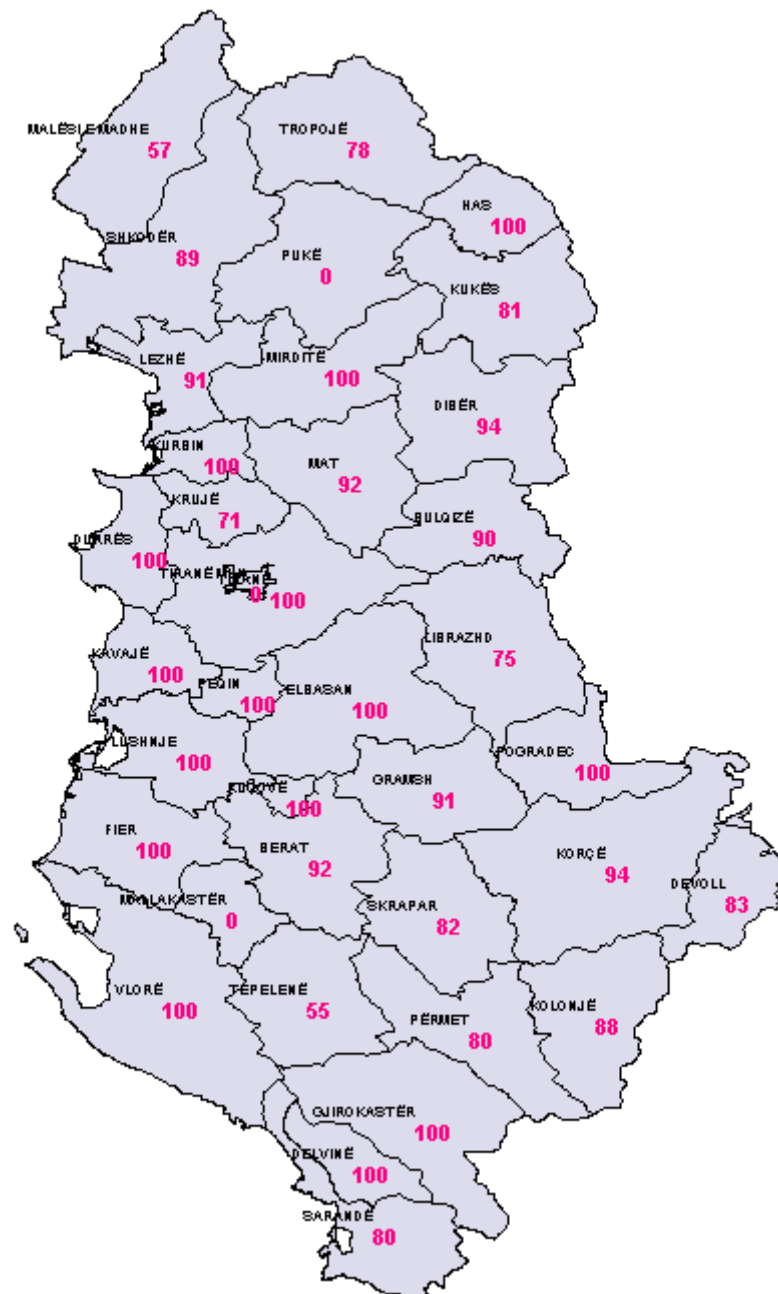 MALËSI E MADHE
57
TROPOJË
78
HAS
100
SHKODËR
89
PUKË
0
KUKËS
81
LEZHË
91
MIRDITË
100
DIBËR
94
KURBIN
100
MAT
92
KRUJË
71
BULQIZË
90
DURRËS
100
0
100
LIBRAZHD
75
KAVAJË
100
PEQIN
100
ELBASAN
100
LUSHNJE
100
POGRADEC
100
KUÇOVË
100
GRAMSH
91
FIER
100
BERAT
92
KORÇË
94
DEVOLL
83
MALLAKASTËR
0
SKRAPAR
82
VLORË
100
TEPELENË
55
PËRMET
80
KOLONJË
88
GJIROKASTËR
100
DELVINË
100
SARANDË
80